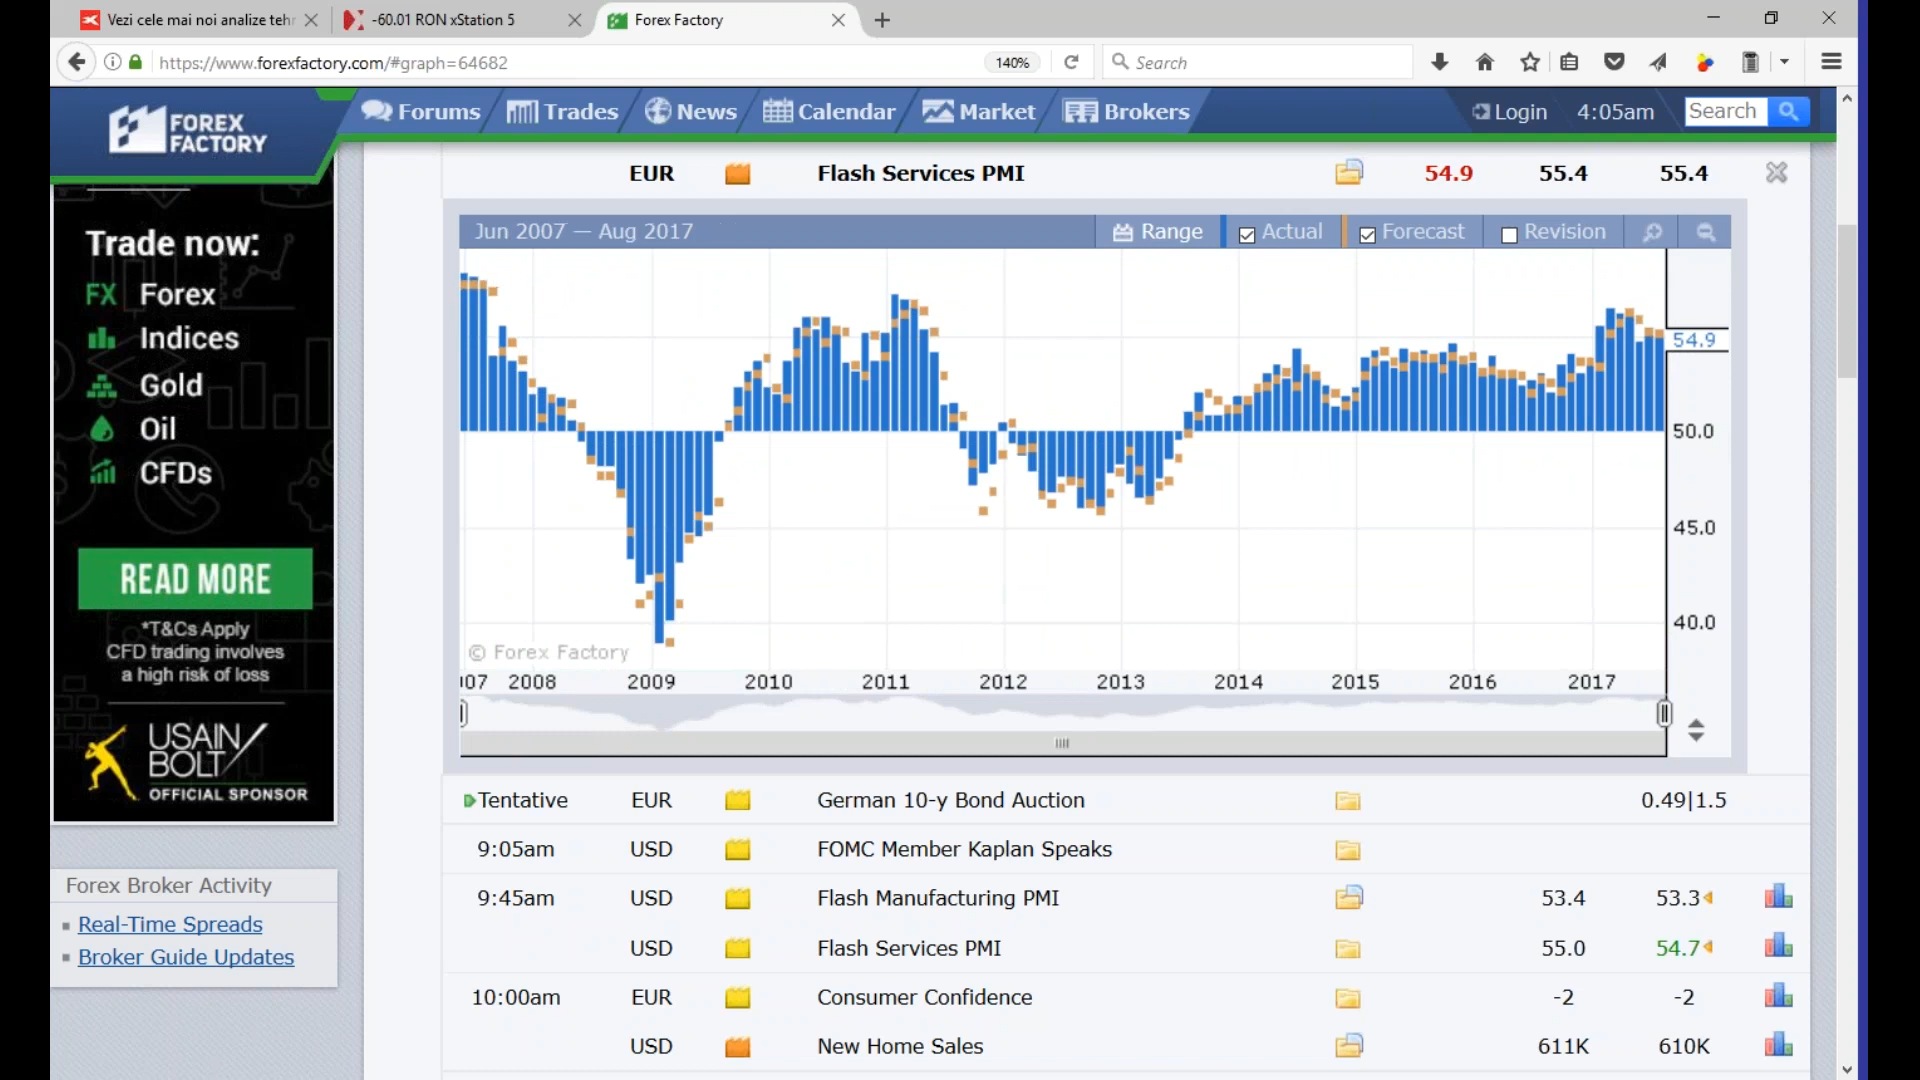 Vezi cele mai noi analize tehn
-60.01 RON xStation 5
Forex Factory
https://www.forexfactory.com/#graph=64682
140%
Search
FOREX FACTORY
Forums
Trades
News
Calendar
Market
Brokers
Login
4:05am
Search
EUR Flash Services PMI 54.9 55.4 55.4
Jun 2007 — Aug 2017
Range
Actual
Forecast
Revision
54.9
50.0
45.0
40.0
© Forex Factory
07 2008 2009 2010 2011 2012 2013 2014 2015 2016 2017
Tentative EUR German 10-y Bond Auction 0.49|1.5
9:05am USD FOMC Member Kaplan Speaks
9:45am USD Flash Manufacturing PMI 53.4 53.3
USD Flash Services PMI 55.0 54.7
10:00am EUR Consumer Confidence -2 -2
USD New Home Sales 611K 610K
Trade now:
FX Forex
Indices
Gold
Oil
CFDs
READ MORE
*T&Cs Apply
CFD trading involves
a high risk of loss
USAIN
BOLT
OFFICIAL SPONSOR
Forex Broker Activity
Real-Time Spreads
Broker Guide Updates